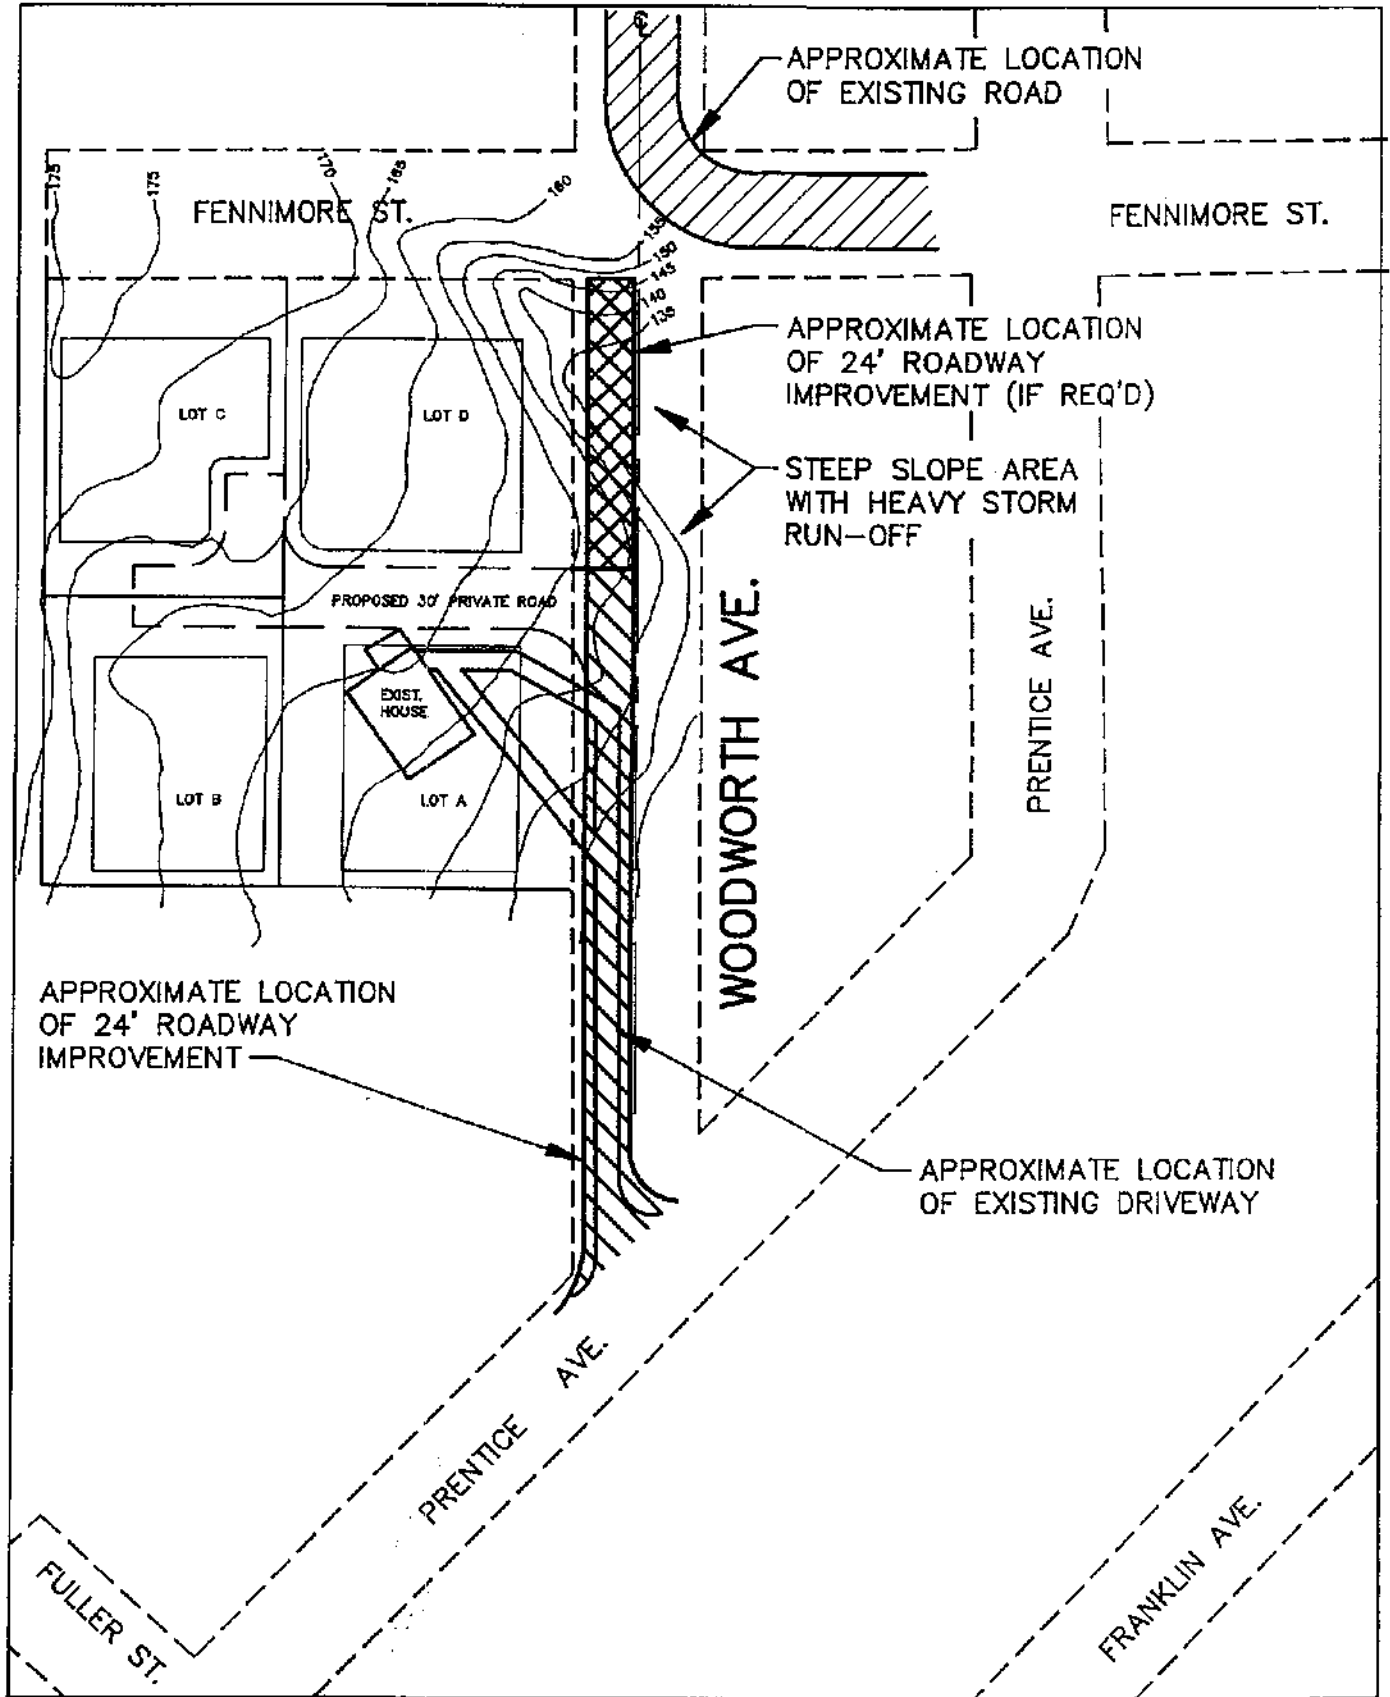 APPROXIMATE LOCATION
OF EXISTING ROAD
175
175
170
165
160
FENNIMORE ST.
FENNIMORE ST.
155
150
145
140
135
APPROXIMATE LOCATION
OF 24' ROADWAY
IMPROVEMENT (IF REQ'D)
LOT C
LOT D
STEEP SLOPE AREA
WITH HEAVY STORM
RUN-OFF
PROPOSED 30' PRIVATE ROAD
WOODWORTH AVE.
PRENTICE AVE.
EXIST.
HOUSE
LOT B
LOT A
APPROXIMATE LOCATION
OF 24' ROADWAY
IMPROVEMENT
APPROXIMATE LOCATION
OF EXISTING DRIVEWAY
PRENTICE AVE.
FULLER ST.
FRANKLIN AVE.